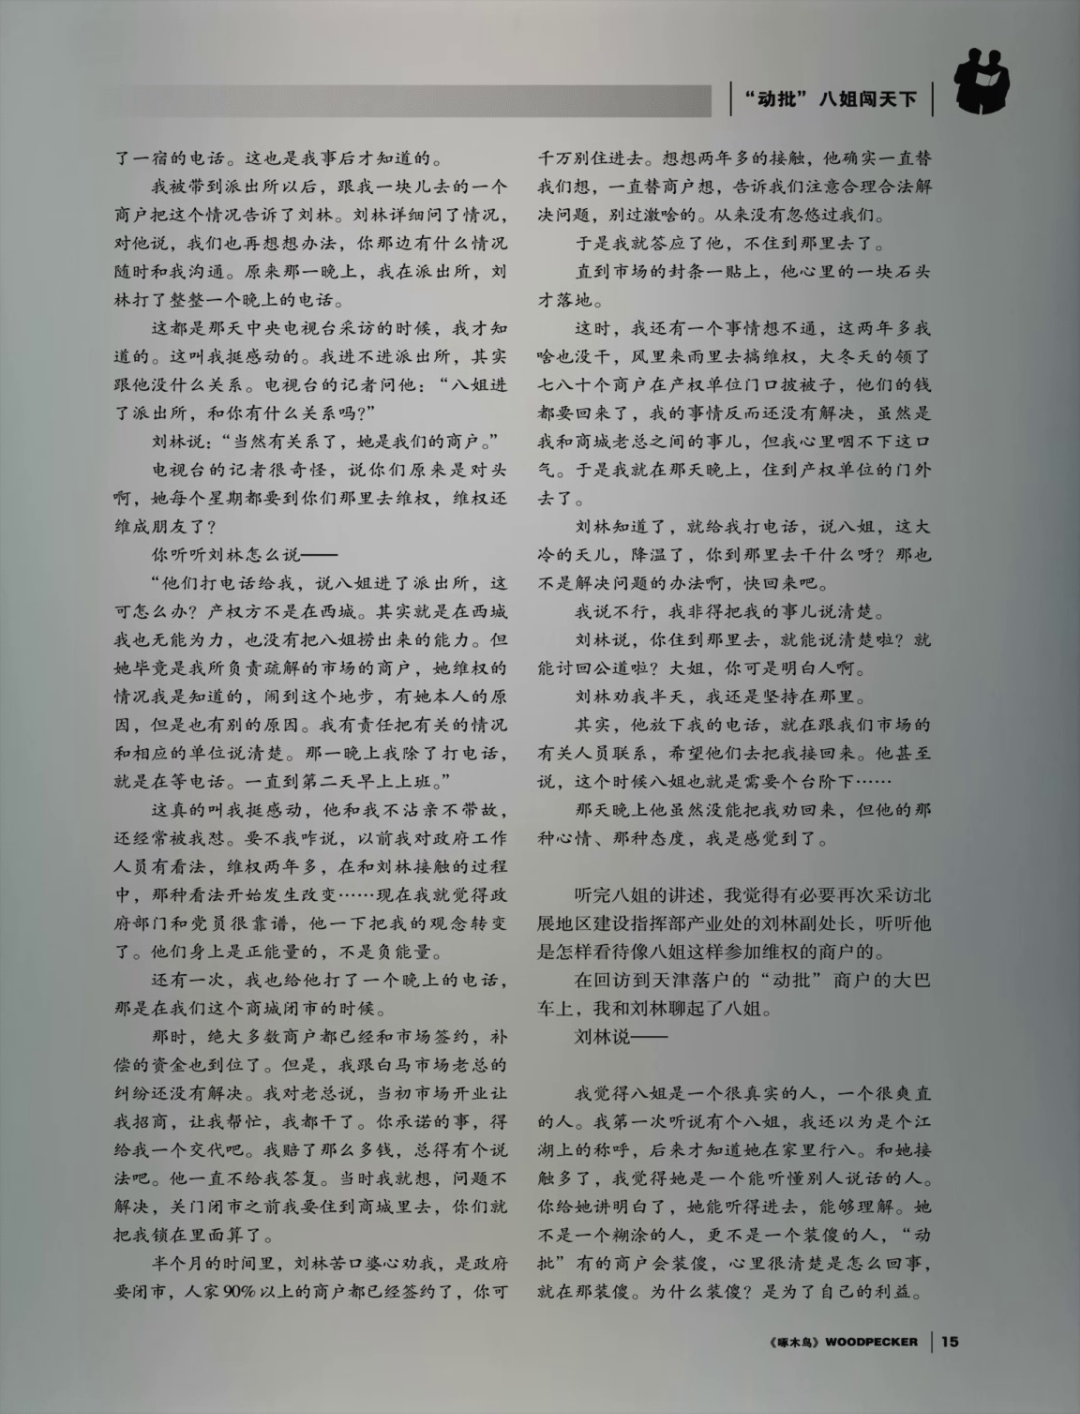 “动批”八姐闯天下
了一宿的电话。这也是我事后才知道的。
我被带到派出所以后，跟我一块儿去的一个
商户把这个情况告诉了刘林。刘林详细问了情况，
对他说，我们也再想想办法，你那边有什么情况
随时和我沟通。原来那一晚上，我在派出所，刘
林打了整整一个晚上的电话。
这都是那天中央电视台采访的时候，我才知
道的。这叫我挺感动的。我进不进派出所，其实
跟他没什么关系。电视台的记者问他：“八姐进
了派出所，和你有什么关系吗?”
刘林说：“当然有关系了，她是我们的商户。”
电视台的记者很奇怪，说你们原来是对头
啊，她每个星期都要到你们那里去维权，维权还
维成朋友了?
你听听刘林怎么说——
“他们打电话给我，说八姐进了派出所，这
可怎么办？产权方不是在西城。其实就是在西城
我也无能为力，也没有把八姐捞出来的能力。但
她毕竟是我所负责疏解的市场的商户，她维权的
情况我是知道的，闹到这个地步，有她本人的原
因，但是也有别的原因。我有责任把有关的情况
和相应的单位说清楚。那一晚上我除了打电话，
就是在等电话。一直到第二天早上上班。”
这真的叫我挺感动，他和我不沾亲不带故，
还经常被我怼。要不我咋说，以前我对政府工作
人员有看法，维权两年多，在和刘林接触的过程
中，那种看法开始发生改变……现在我就觉得政
府部门和党员很靠谱，他一下把我的观念转变
了。他们身上是正能量的，不是负能量。
还有一次，我也给他打了一个晚上的电话，
那是在我们这个商城闭市的时候。
那时，绝大多数商户都已经和市场签约，补
偿的资金也到位了。但是，我跟白马市场老总的
纠纷还没有解决。我对老总说，当初市场开业让
我招商，让我帮忙，我都干了。你承诺的事，得
给我一个交代吧。我赔了那么多钱，总得有个说
法吧。他一直不给我答复。当时我就想，问题不
解决，关门闭市之前我要住到商城里去，你们就
把我锁在里面算了。
半个月的时间里，刘林苦口婆心劝我，是政府
要闭市，人家90%以上的商户都已经签约了，你可
千万别住进去。想想两年多的接触，他确实一直替
我们想，一直替商户想，告诉我们注意合理合法解
决问题，别过激啥的。从来没有忽悠过我们。
于是我就答应了他，不住到那里去了。
直到市场的封条一贴上，他心里的一块石头
才落地。
这时，我还有一个事情想不通，这两年多我
啥也没干，风里来雨里去搞维权，大冬天的领了
七八十个商户在产权单位门口披被子，他们的钱
都要回来了，我的事情反而还没有解决，虽然是
我和商城老总之间的事儿，但我心里咽不下这口
气。于是我就在那天晚上，住到产权单位的门外
去了。
刘林知道了，就给我打电话，说八姐，这大
冷的天儿，降温了，你到那里去干什么呀？那也
不是解决问题的办法啊，快回来吧。
我说不行，我非得把我的事儿说清楚。
刘林说，你住到那里去，就能说清楚啦？就
能讨回公道啦？大姐，你可是明白人啊。
刘林劝我半天，我还是坚持在那里。
其实，他放下我的电话，就在跟我们市场的
有关人员联系，希望他们去把我接回来。他甚至
说，这个时候八姐也就是需要个台阶下……
那天晚上他虽然没能把我劝回来，但他的那
种心情、那种态度，我是感觉到了。
听完八姐的讲述，我觉得有必要再次采访北
展地区建设指挥部产业处的刘林副处长，听听他
是怎样看待像八姐这样参加维权的商户的。
在回访到天津落户的“动批”商户的大巴
车上，我和刘林聊起了八姐。
刘林说——
我觉得八姐是一个很真实的人，一个很爽直
的人。我第一次听说有个八姐，我还以为是个江
湖上的称呼，后来才知道她在家里行八。和她接
触多了，我觉得她是一个能听懂别人说话的人。
你给她讲明白了，她能听得进去，能够理解。她
不是一个糊涂的人，更不是一个装傻的人，“动
批”有的商户会装傻，心里很清楚是怎么回事，
就在那装傻。为什么装傻？是为了自己的利益。
《啄木鸟》WOODPECKER 15